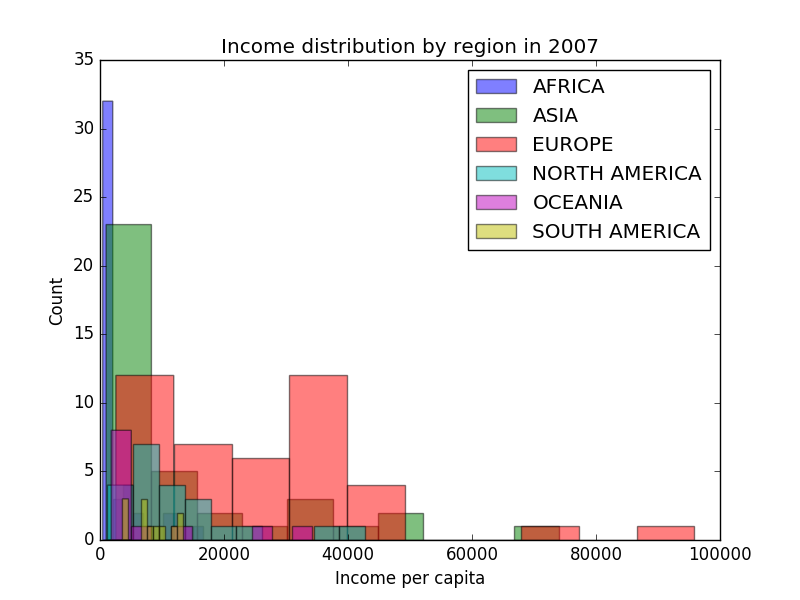 Income distribution by region in 2007
35
30
25
20
15
10
5
0
Count
AFRICA
ASIA
EUROPE
NORTH AMERICA
OCEANIA
SOUTH AMERICA
0 20000 40000 60000 80000 100000
Income per capita